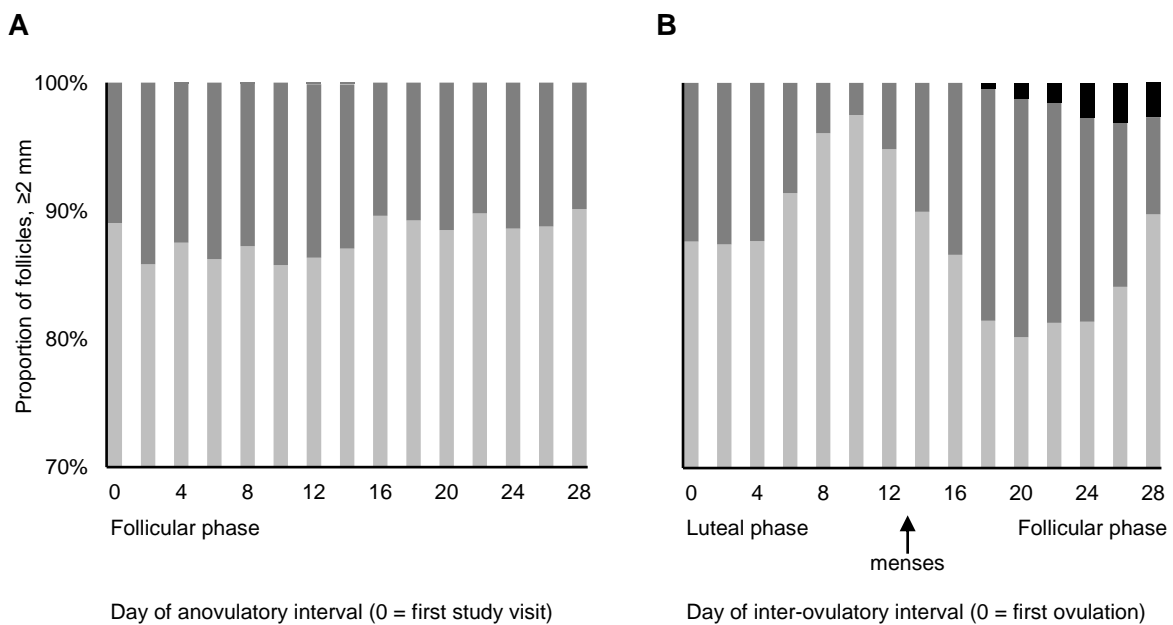 A
B
Proportion of follicles, ≥2 mm
100%
90%
80%
70%
0 4 8 12 16 20 24 28
Follicular phase
Day of anovulatory interval (0 = first study visit)
0 4 8 12 16 20 24 28
Luteal phase
Follicular phase
menses
Day of inter-ovulatory interval (0 = first ovulation)